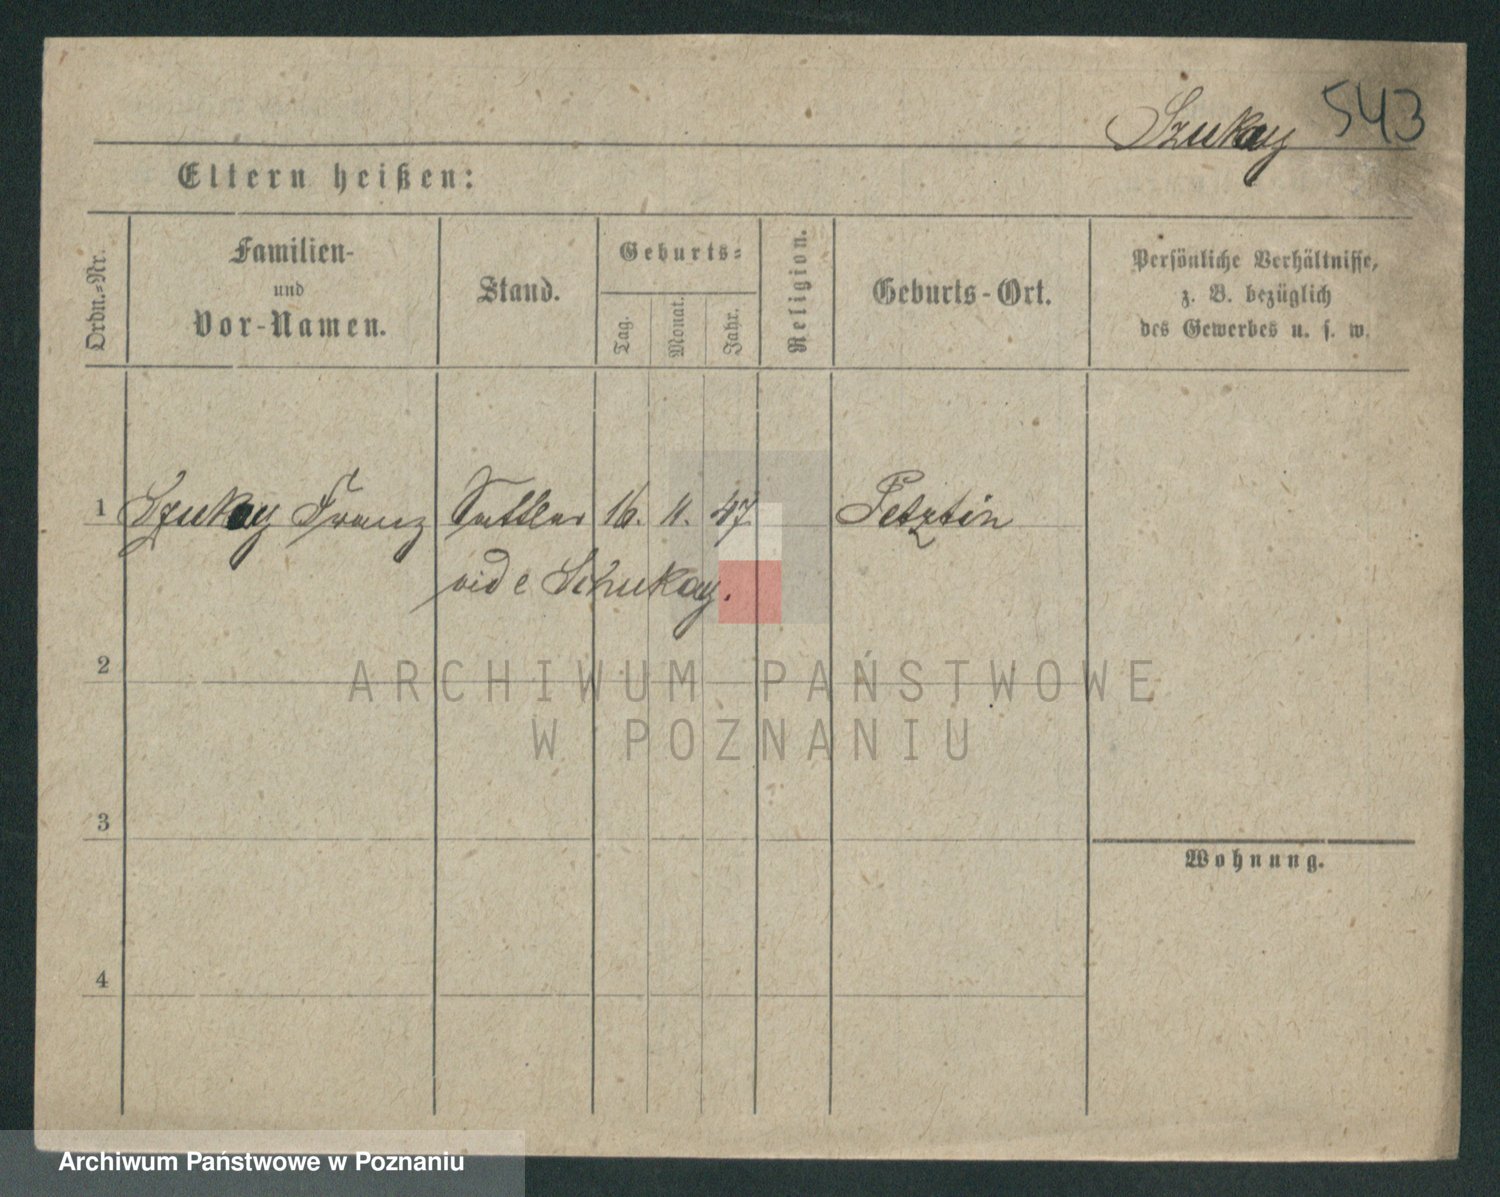 Szukay 543
Eltern heißen:
Ordn.-Nr.
Familien-
und
Vor-Namen.
Stand.
Geburts-
Tag.
Monat.
Jahr.
Religion.
Geburts-Ort.
Persönliche Verhältnisse,
z. B. bezüglich
des Gewerbes u. s. w.
1 Szukay Franz Sattler 16. 11. 47.
vide Schukay.
2
ARCHIWUM PAŃSTWOWE
W POZNANIU
3
Wohnung.
4
Archiwum Państwowe w Poznaniu